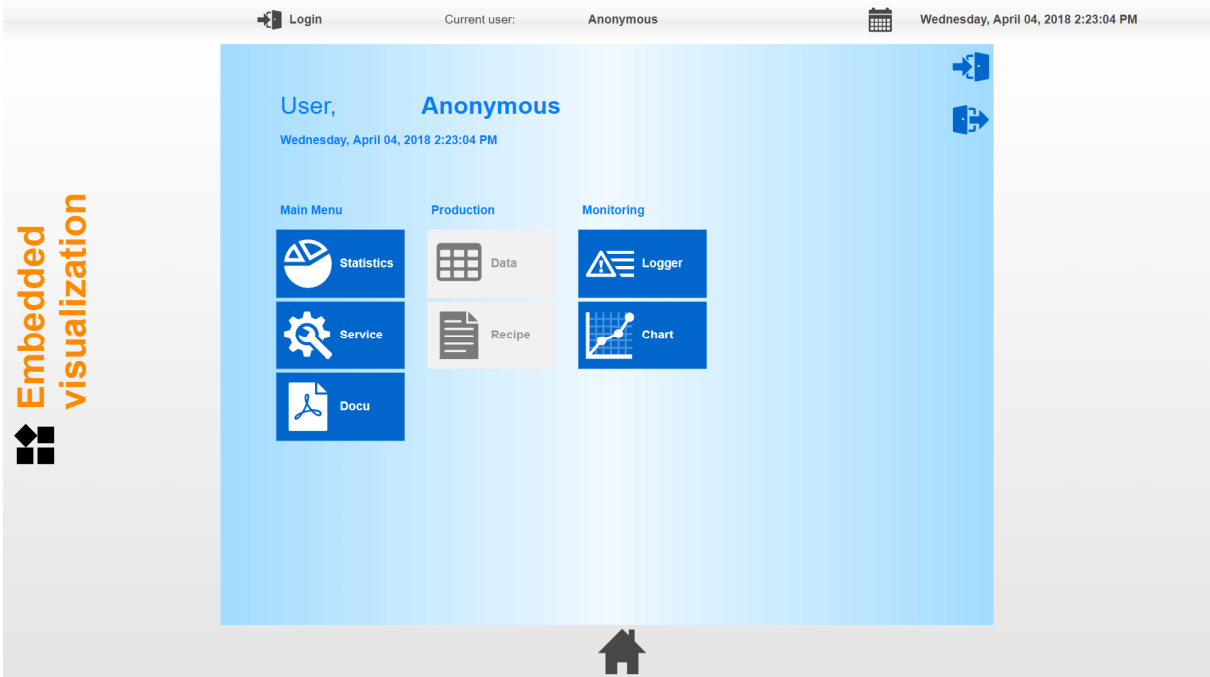 Login
Current user:
Anonymous
Wednesday, April 04, 2018 2:23:04 PM
User,
Anonymous
Wednesday, April 04, 2018 2:23:04 PM
Main Menu
Production
Monitoring
Statistics
Data
Logger
Service
Recipe
Chart
Docu
Embedded
visualization